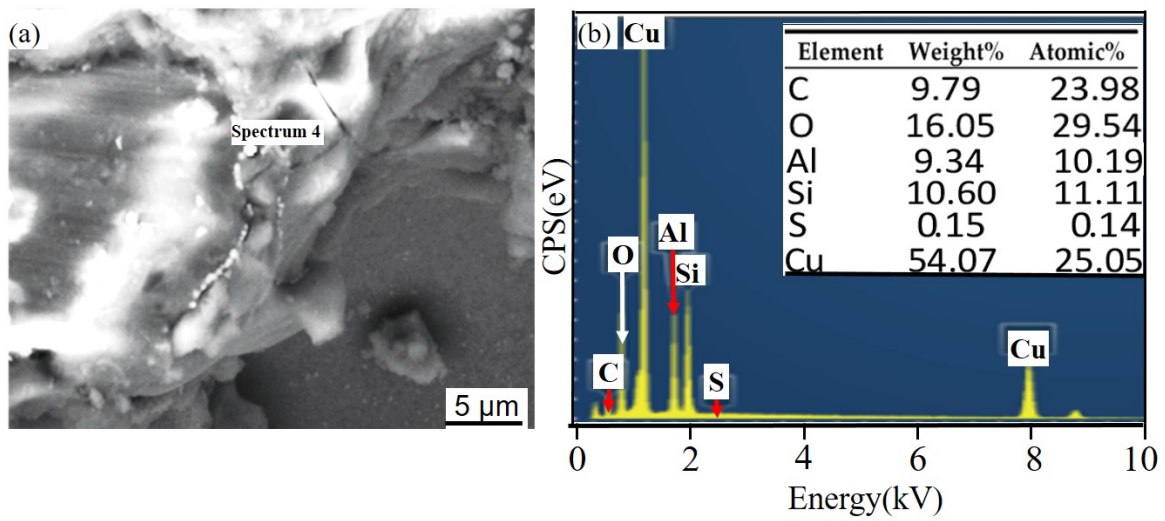 (a)
Spectrum 4
5 μm
(b)
Cu
Element Weight% Atomic%
C 9.79 23.98
O 16.05 29.54
Al 9.34 10.19
Si 10.60 11.11
S 0.15 0.14
Cu 54.07 25.05
CPS(eV)
O
Al
Si
C
S
Cu
0 2 4 6 8 10
Energy(kV)